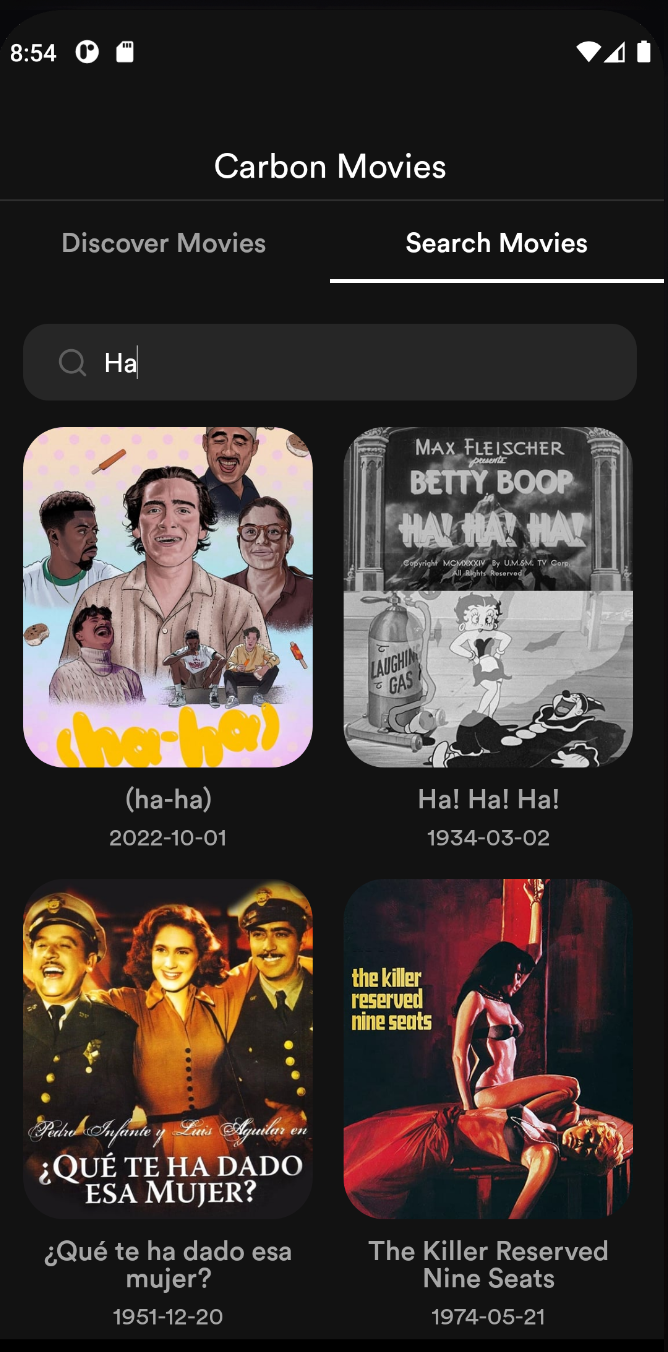 8:54
Carbon Movies
Discover Movies
Search Movies
Ha
(ha-ha)
MAX FLEISCHER
presents
BETTY BOOP
in
HA! HA! HA!
Copyright MCMXXXIV By U.M.&M. TV Corp.
All Rights Reserved
LAUGHING
GAS
(ha-ha)
2022-10-01
Ha! Ha! Ha!
1934-03-02
Pedro Infante y Luis Aguilar en
¿QUÉ TE HA DADO
ESA MUJER?
the killer
reserved
nine seats
¿Qué te ha dado esa
mujer?
1951-12-20
The Killer Reserved
Nine Seats
1974-05-21